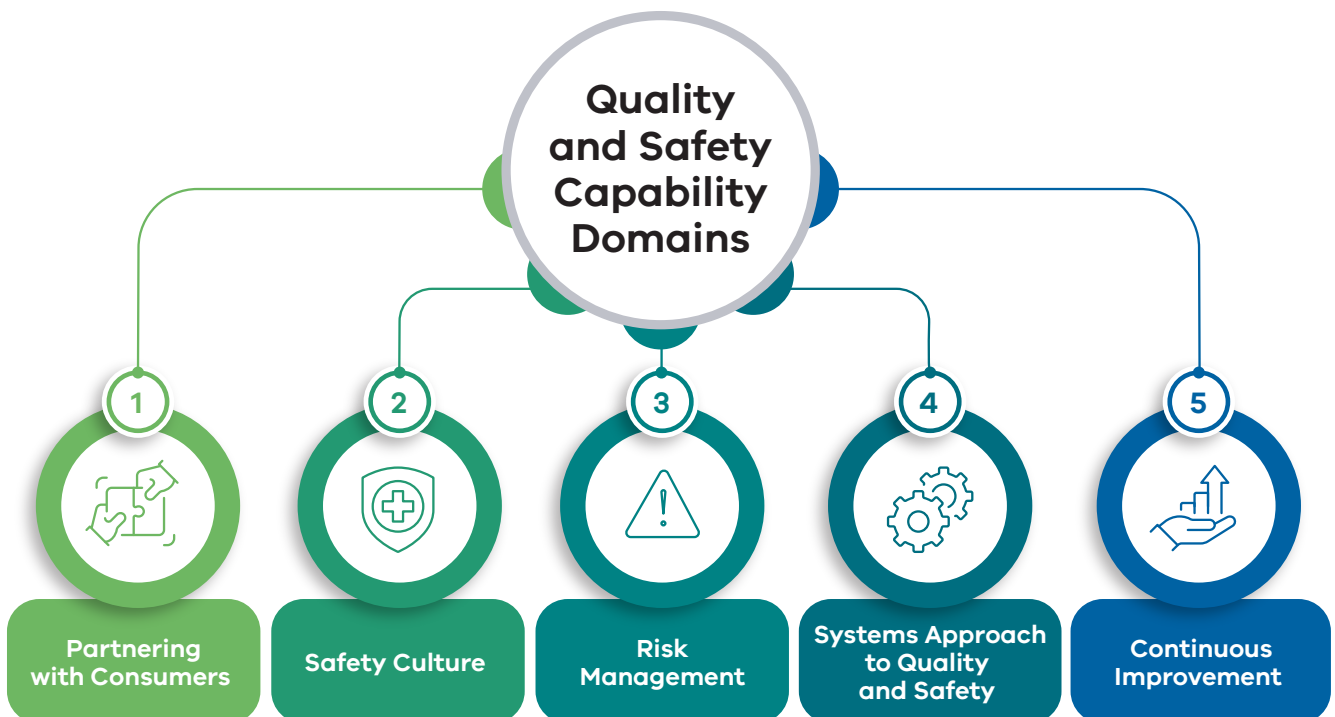 Quality
and Safety
Capability
Domains
1
2
3
4
5
Partnering
with Consumers
Safety Culture
Risk
Management
Systems Approach
to Quality
and Safety
Continuous
Improvement